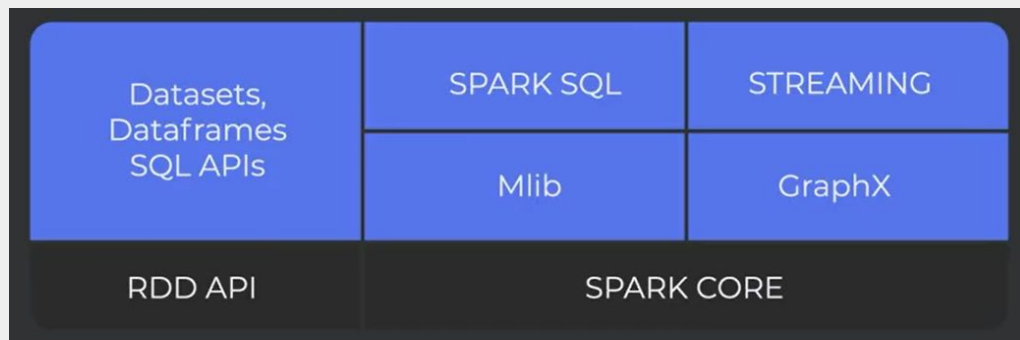 Datasets,
Dataframes
SQL APIs
SPARK SQL
STREAMING
Mlib
GraphX
RDD API
SPARK CORE